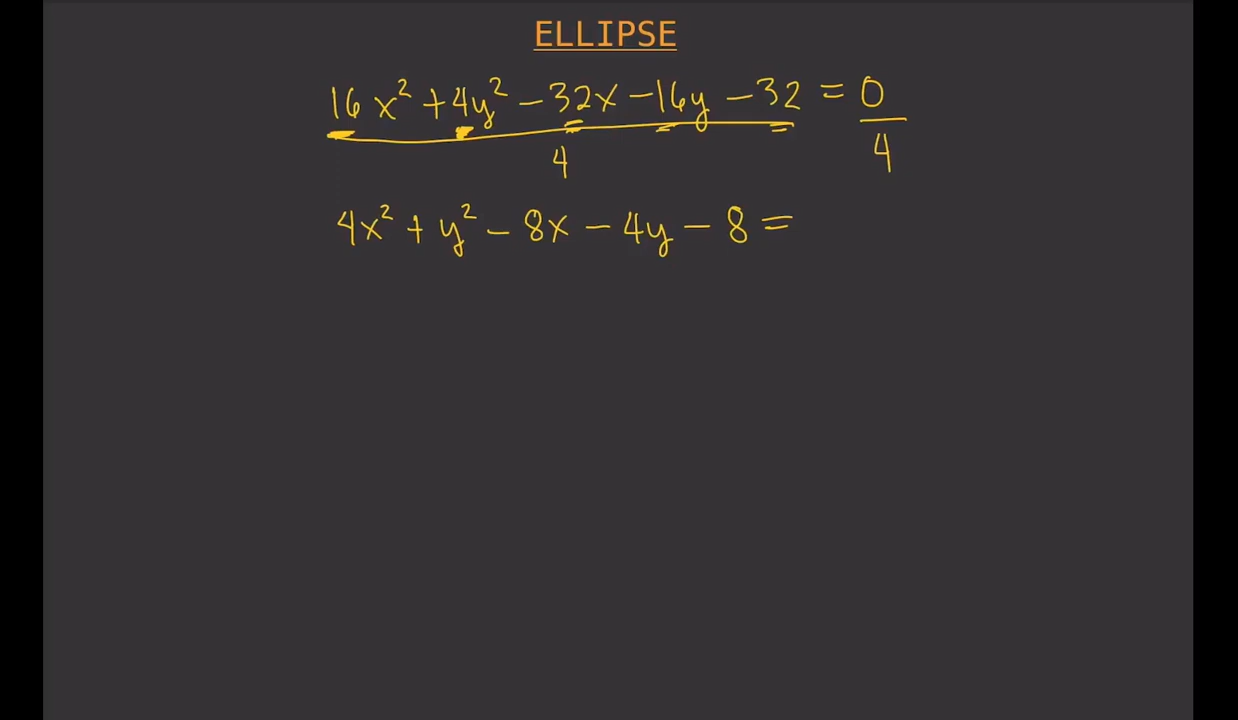 ELLIPSE
16x² + 4y² - 32x - 16y - 32 = 0
4 4
4x² + y² - 8x - 4y - 8 =